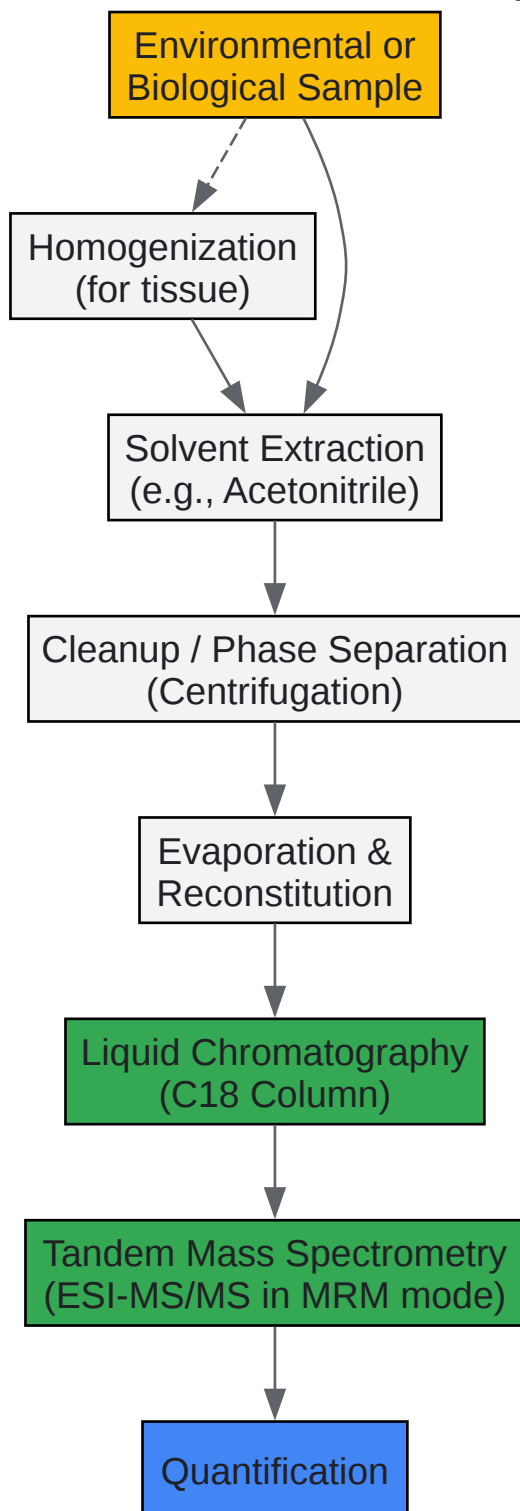 Environmental or
Biological Sample
Homogenization
(for tissue)
Solvent Extraction
(e.g., Acetonitrile)
Cleanup / Phase Separation
(Centrifugation)
Evaporation &
Reconstitution
Liquid Chromatography
(C18 Column)
Tandem Mass Spectrometry
(ESI-MS/MS in MRM mode)
Quantification